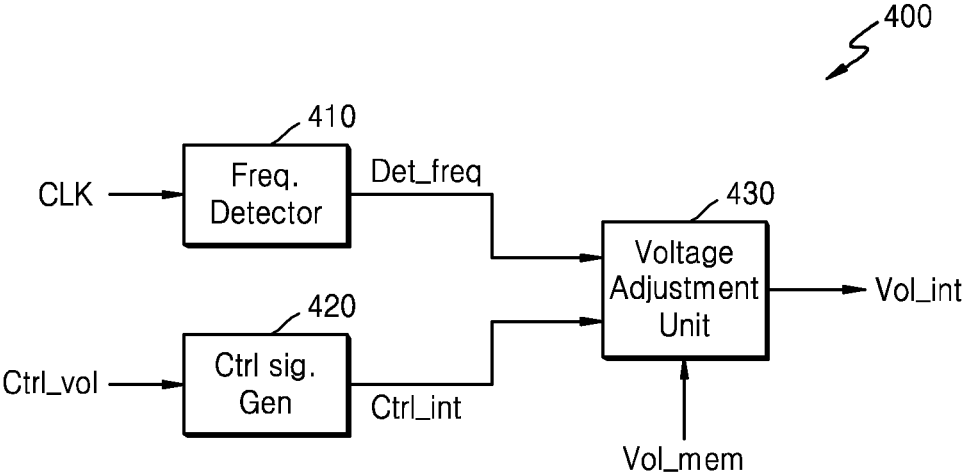 400
410
CLK
Freq.
Detector
Det_freq
430
Voltage
Adjustment
Unit
Vol_int
420
Ctrl_vol
Ctrl sig.
Gen
Ctrl_int
Vol_mem